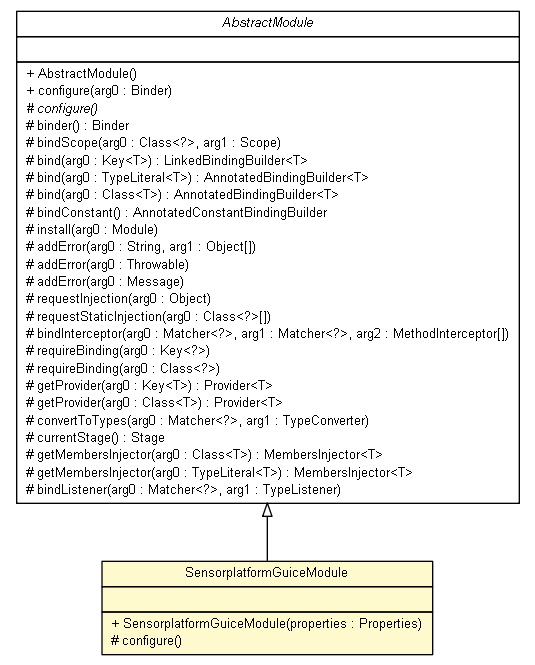 AbstractModule
+ AbstractModule()
+ configure(arg0 : Binder)
# configure()
# binder() : Binder
# bindScope(arg0 : Class<?>, arg1 : Scope)
# bind(arg0 : Key<T>) : LinkedBindingBuilder<T>
# bind(arg0 : TypeLiteral<T>) : AnnotatedBindingBuilder<T>
# bind(arg0 : Class<T>) : AnnotatedBindingBuilder<T>
# bindConstant() : AnnotatedConstantBindingBuilder
# install(arg0 : Module)
# addError(arg0 : String, arg1 : Object[])
# addError(arg0 : Throwable)
# addError(arg0 : Message)
# requestInjection(arg0 : Object)
# requestStaticInjection(arg0 : Class<?>[])
# bindInterceptor(arg0 : Matcher<?>, arg1 : Matcher<?>, arg2 : MethodInterceptor[])
# requireBinding(arg0 : Key<?>)
# requireBinding(arg0 : Class<?>)
# getProvider(arg0 : Key<T>) : Provider<T>
# getProvider(arg0 : Class<T>) : Provider<T>
# convertToTypes(arg0 : Matcher<?>, arg1 : TypeConverter)
# currentStage() : Stage
# getMembersInjector(arg0 : Class<T>) : MembersInjector<T>
# getMembersInjector(arg0 : TypeLiteral<T>) : MembersInjector<T>
# bindListener(arg0 : Matcher<?>, arg1 : TypeListener)
SensorplatformGuiceModule
+ SensorplatformGuiceModule(properties : Properties)
# configure()